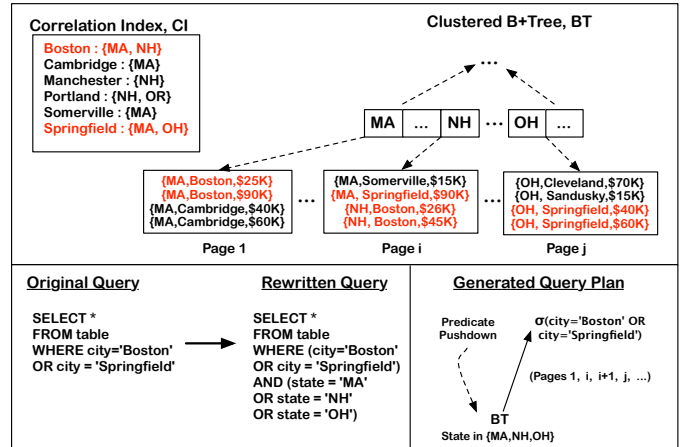 Correlation Index, CI
Boston : {MA, NH}
Cambridge : {MA}
Manchester : {NH}
Portland : {NH, OR}
Somerville : {MA}
Springfield : {MA, OH}
Clustered B+Tree, BT
...
MA ... NH ... OH ...
{MA,Boston,$25K}
{MA,Boston,$90K}
{MA,Cambridge,$40K}
{MA,Cambridge,$60K}
Page 1
...
{MA,Somerville,$15K}
{MA, Springfield,$90K}
{NH,Boston,$26K}
{NH, Boston,$45K}
Page i
...
{OH,Cleveland,$70K}
{OH, Sandusky,$15K}
{OH, Springfield,$40K}
{OH, Springfield,$60K}
Page j
Original Query
SELECT *
FROM table
WHERE city='Boston'
OR city = 'Springfield'
Rewritten Query
SELECT *
FROM table
WHERE (city='Boston'
OR city = 'Springfield')
AND (state = 'MA'
OR state = 'NH'
OR state = 'OH')
Generated Query Plan
Predicate
Pushdown
σ(city='Boston' OR
city='Springfield')
(Pages 1, i, i+1, j, ...)
BT
State in {MA,NH,OH}